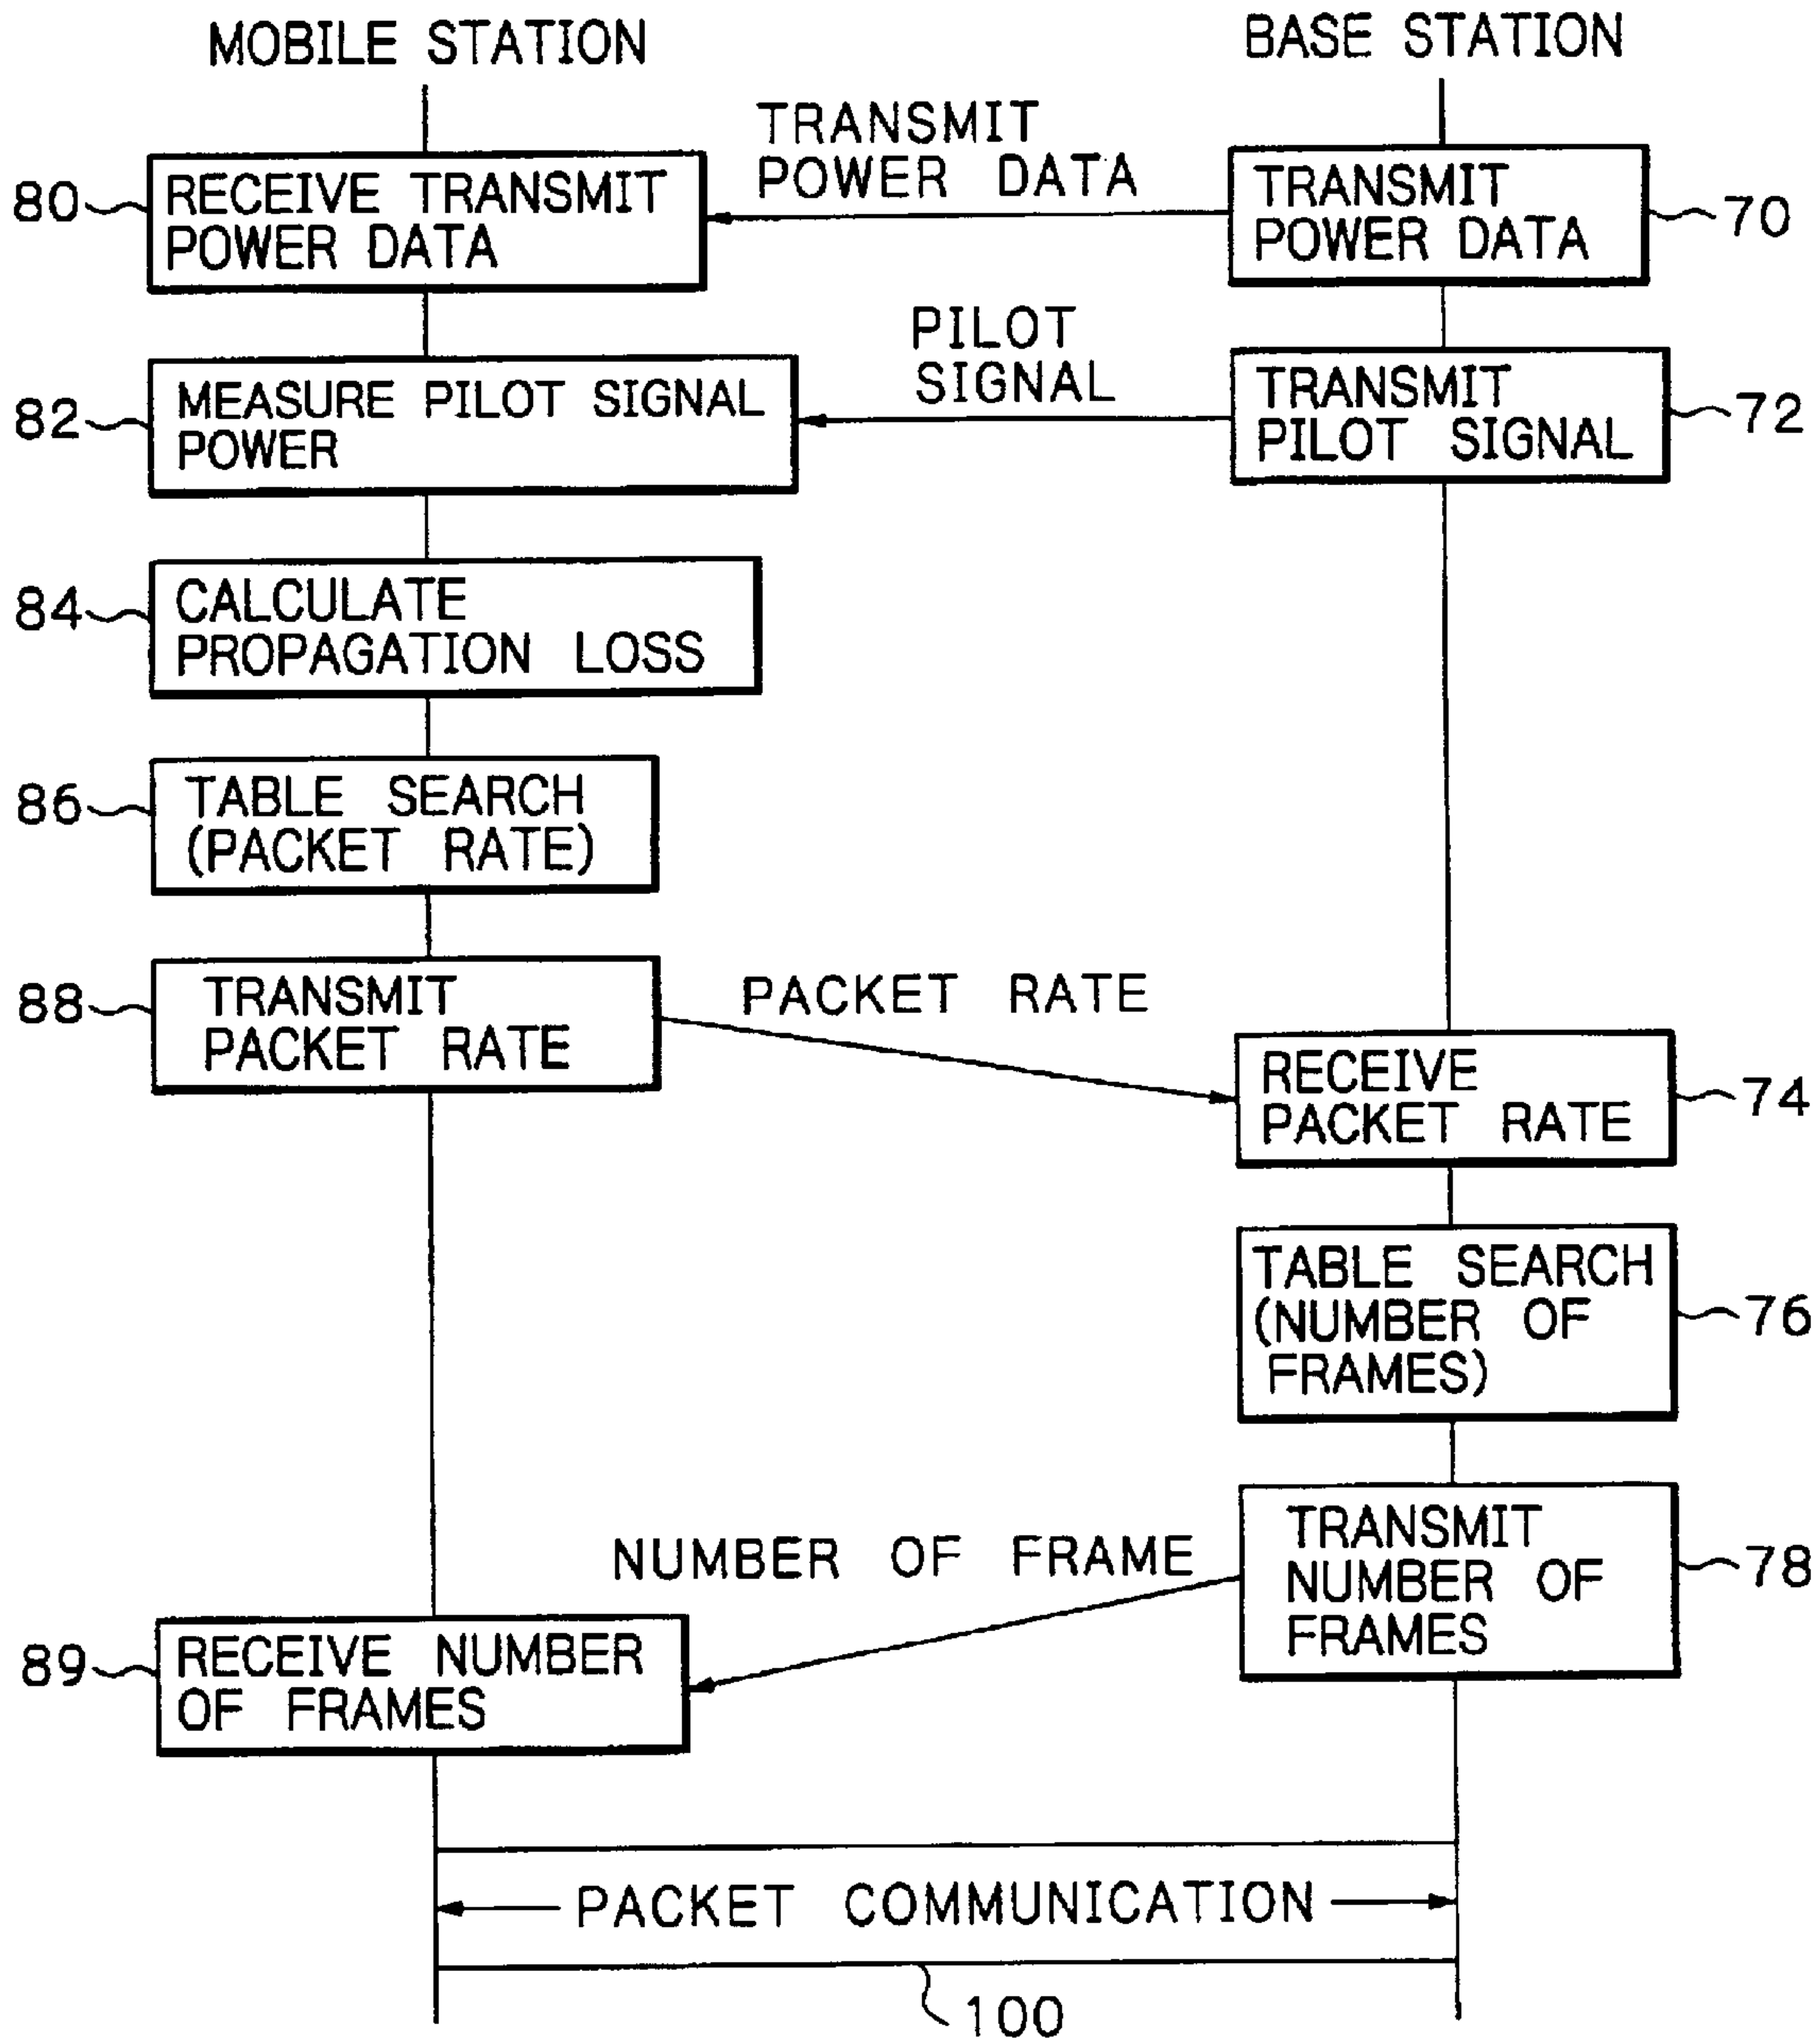 MOBILE STATION
BASE STATION
TRANSMIT
POWER DATA
80
RECEIVE TRANSMIT
POWER DATA
TRANSMIT
POWER DATA
70
PILOT
SIGNAL
82
MEASURE PILOT SIGNAL
POWER
TRANSMIT
PILOT SIGNAL
72
84
CALCULATE
PROPAGATION LOSS
86
TABLE SEARCH
(PACKET RATE)
88
TRANSMIT
PACKET RATE
PACKET RATE
RECEIVE
PACKET RATE
74
TABLE SEARCH
(NUMBER OF
FRAMES)
76
NUMBER OF FRAME
TRANSMIT
NUMBER OF
FRAMES
78
89
RECEIVE NUMBER
OF FRAMES
PACKET COMMUNICATION
100